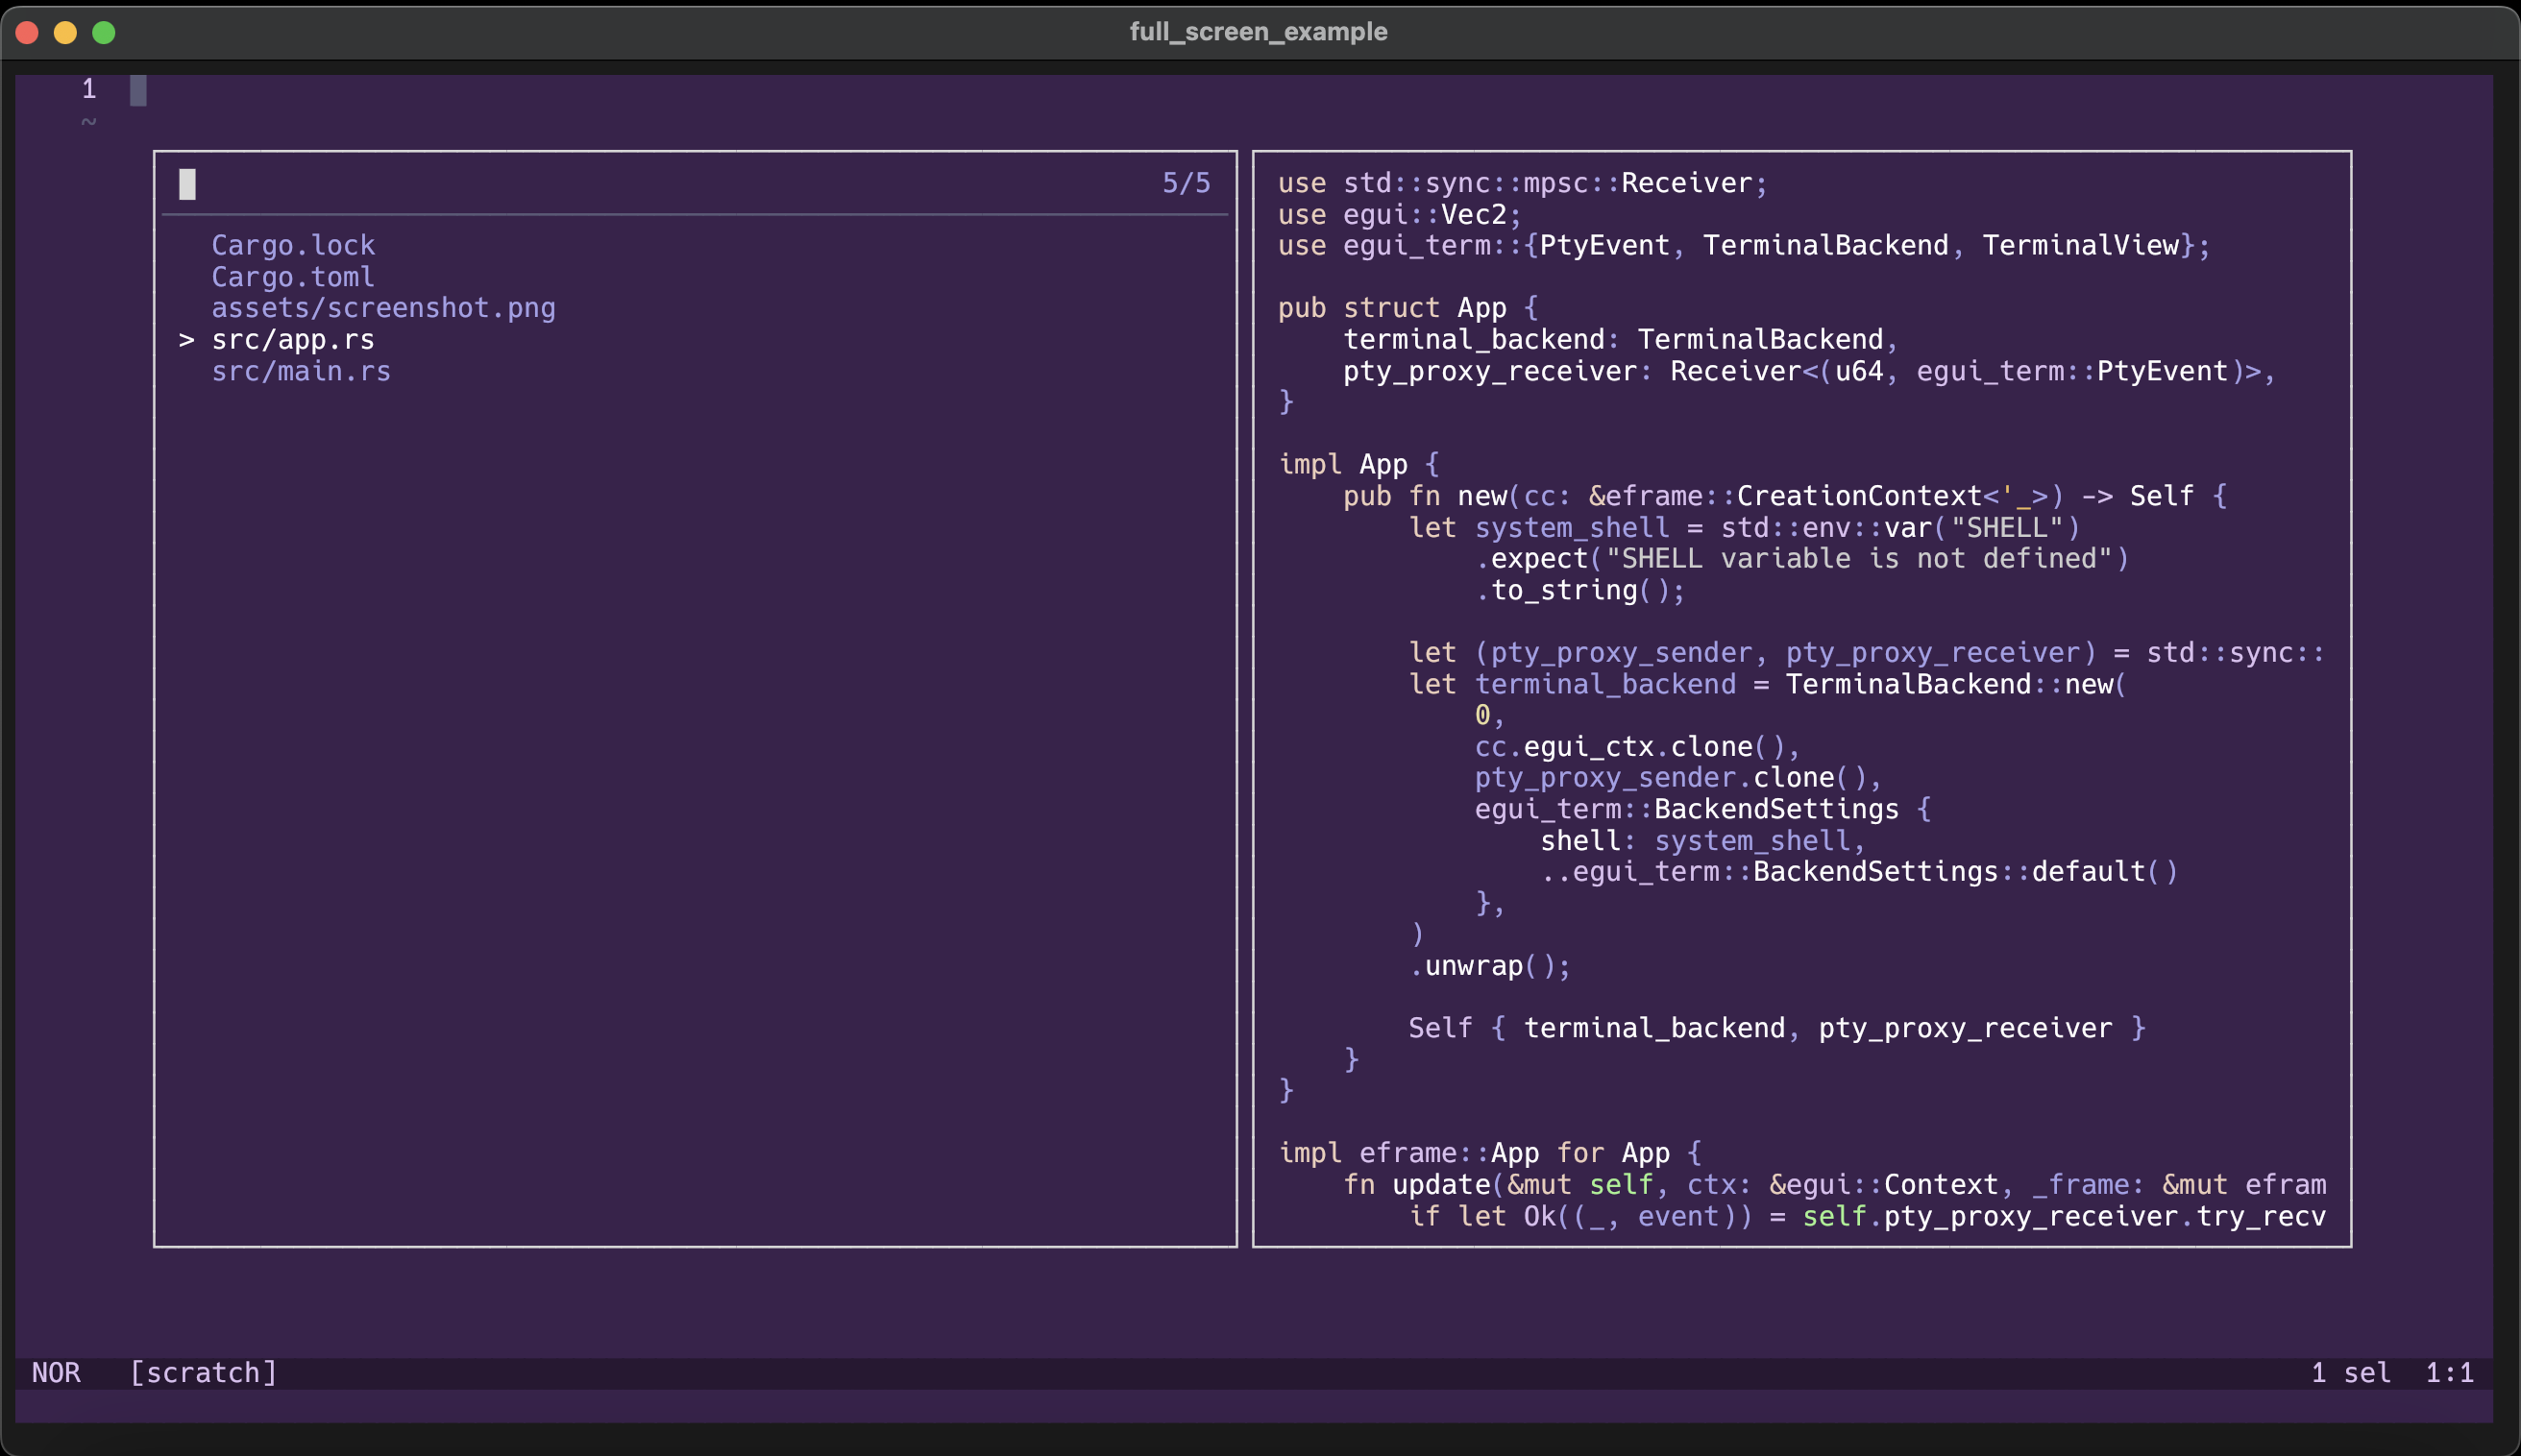 full_screen_example
1
~
5/5
Cargo.lock
Cargo.toml
assets/screenshot.png
> src/app.rs
src/main.rs
use std::sync::mpsc::Receiver;
use egui::Vec2;
use egui_term::{PtyEvent, TerminalBackend, TerminalView};

pub struct App {
    terminal_backend: TerminalBackend,
    pty_proxy_receiver: Receiver<(u64, egui_term::PtyEvent)>,
}

impl App {
    pub fn new(cc: &eframe::CreationContext<'_>) -> Self {
        let system_shell = std::env::var("SHELL")
            .expect("SHELL variable is not defined")
            .to_string();

        let (pty_proxy_sender, pty_proxy_receiver) = std::sync::
        let terminal_backend = TerminalBackend::new(
            0,
            cc.egui_ctx.clone(),
            pty_proxy_sender.clone(),
            egui_term::BackendSettings {
                shell: system_shell,
                ..egui_term::BackendSettings::default()
            },
        )
        .unwrap();

        Self { terminal_backend, pty_proxy_receiver }
    }
}

impl eframe::App for App {
    fn update(&mut self, ctx: &egui::Context, _frame: &mut efram
        if let Ok((_, event)) = self.pty_proxy_receiver.try_recv
NOR [scratch] 1 sel 1:1